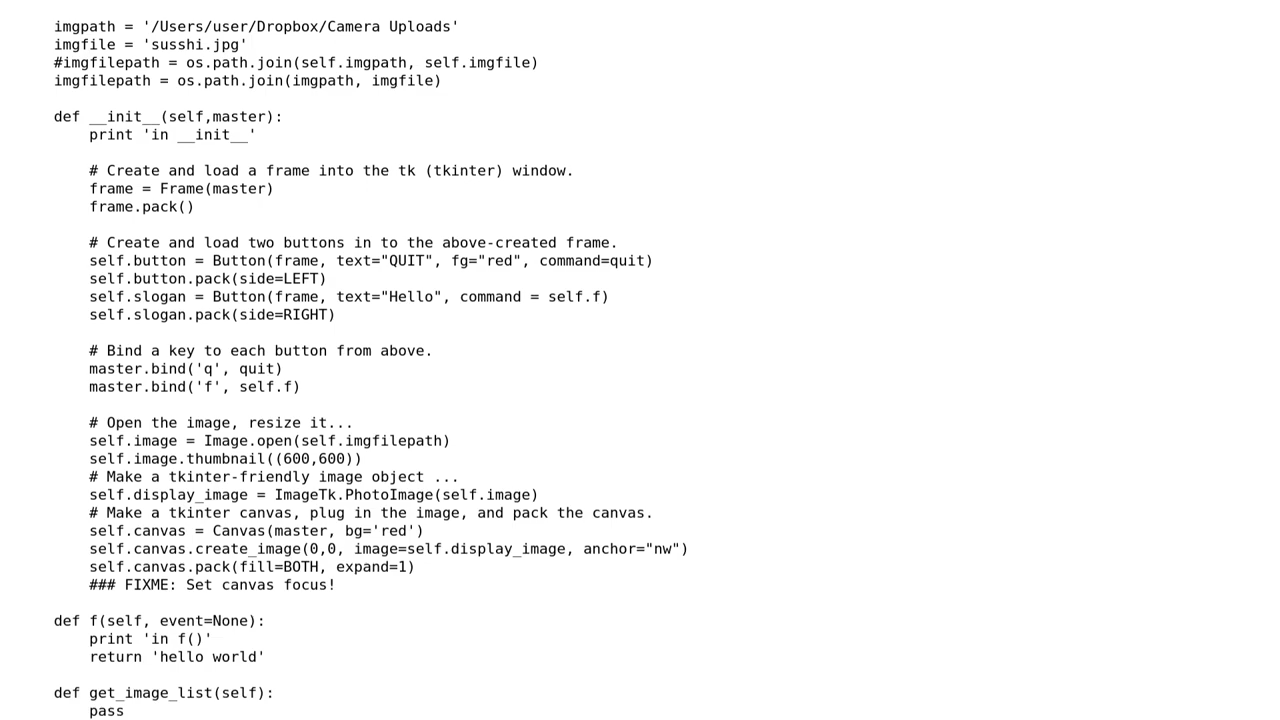 imgpath = '/Users/user/Dropbox/Camera Uploads'
imgfile = 'susshi.jpg'
#imgfilepath = os.path.join(self.imgpath, self.imgfile)
imgfilepath = os.path.join(imgpath, imgfile)
def __init__(self,master):
print 'in __init__'
# Create and load a frame into the tk (tkinter) window.
frame = Frame(master)
frame.pack()
# Create and load two buttons in to the above-created frame.
self.button = Button(frame, text="QUIT", fg="red", command=quit)
self.button.pack(side=LEFT)
self.slogan = Button(frame, text="Hello", command = self.f)
self.slogan.pack(side=RIGHT)
# Bind a key to each button from above.
master.bind('q', quit)
master.bind('f', self.f)
# Open the image, resize it...
self.image = Image.open(self.imgfilepath)
self.image.thumbnail((600,600))
# Make a tkinter-friendly image object ...
self.display_image = ImageTk.PhotoImage(self.image)
# Make a tkinter canvas, plug in the image, and pack the canvas.
self.canvas = Canvas(master, bg='red')
self.canvas.create_image(0,0, image=self.display_image, anchor="nw")
self.canvas.pack(fill=BOTH, expand=1)
### FIXME: Set canvas focus!
def f(self, event=None):
print 'in f()'
return 'hello world'
def get_image_list(self):
pass